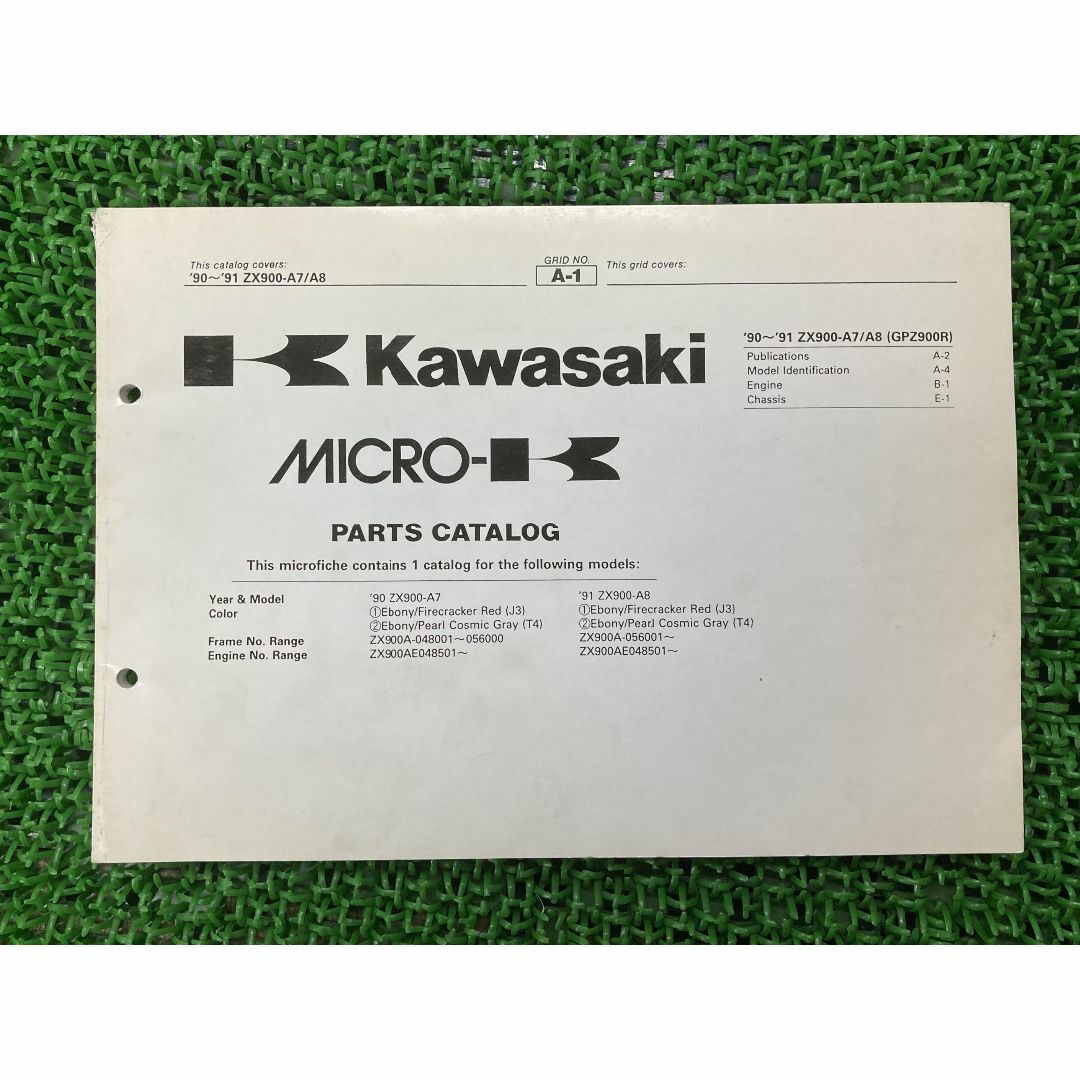 This catalog covers:
'90～'91 ZX900-A7/A8
GRID NO.
A-1
This grid covers:
'90～'91 ZX900-A7/A8 (GPZ900R)
Publications A-2
Model Identification A-4
Engine B-1
Chassis E-1
Kawasaki
MICRO-K
PARTS CATALOG
This microfiche contains 1 catalog for the following models:
Year & Model '90 ZX900-A7 '91 ZX900-A8
Color ①Ebony/Firecracker Red (J3) ①Ebony/Firecracker Red (J3)
②Ebony/Pearl Cosmic Gray (T4) ②Ebony/Pearl Cosmic Gray (T4)
Frame No. Range ZX900A-048001～056000 ZX900A-056001～
Engine No. Range ZX900AE048501～ ZX900AE048501～